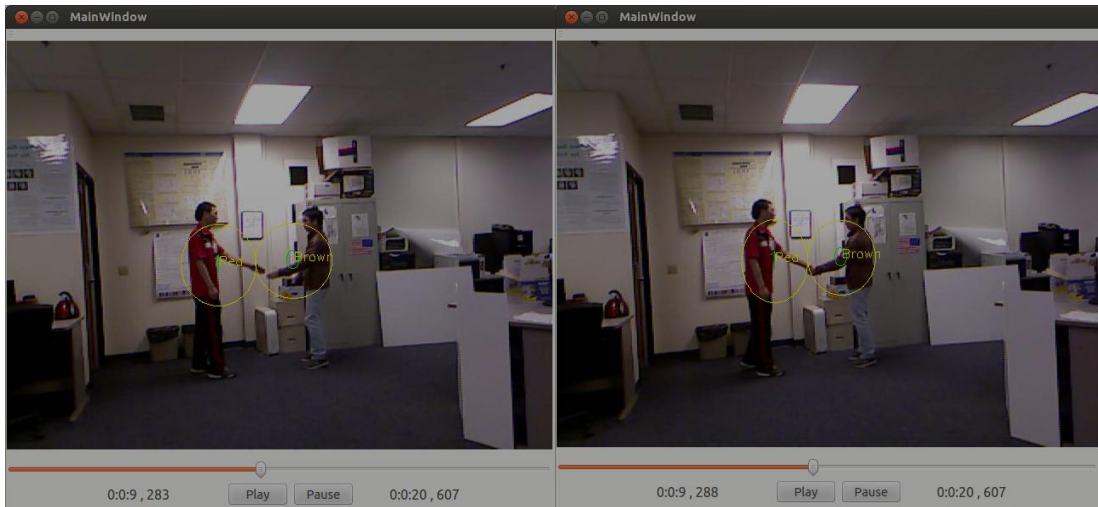 MainWindow
Red
Brown
0:0:9 , 283
Play
Pause
0:0:20 , 607
MainWindow
Red
Brown
0:0:9 , 288
Play
Pause
0:0:20 , 607